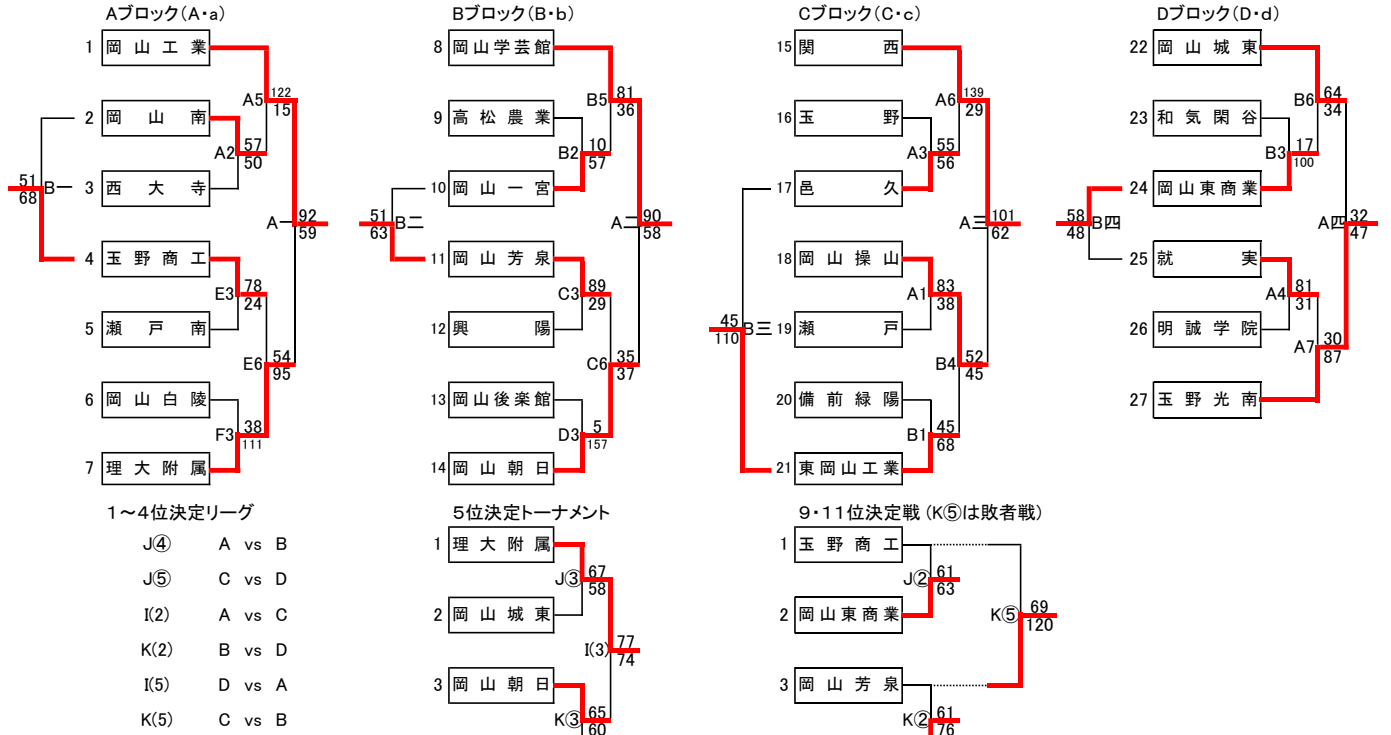 Aブロック(A・a)
1 岡山工業
A5 122
15
2 岡山南
A2 57
50
51 B一
68
3 西大寺
A一 92
59
4 玉野商工
E3 78
24
5 瀬戸南
E6 54
95
6 岡山白陵
F3 38
111
7 理大附属
Bブロック(B・b)
8 岡山学芸館
B5 81
36
9 高松農業
B2 10
57
10 岡山一宮
51 B二
63
A二 90
58
11 岡山芳泉
C3 89
29
12 興陽
C6 35
37
13 岡山後楽館
D3 5
157
14 岡山朝日
Cブロック(C・c)
15 関西
A6 139
29
16 玉野
A3 55
56
17 邑久
A三 101
62
18 岡山操山
A1 83
38
45 B三
110
19 瀬戸
B4 52
45
20 備前緑陽
B1 45
68
21 東岡山工業
Dブロック(D・d)
22 岡山城東
B6 64
34
23 和気閑谷
B3 17
100
24 岡山東商業
58 B四
48
A四 32
47
25 就実
A4 81
31
26 明誠学院
A7 30
87
27 玉野光南
1～4位決定リーグ
J④ A vs B
J⑤ C vs D
I(2) A vs C
K(2) B vs D
I(5) D vs A
K(5) C vs B
5位決定トーナメント
1 理大附属
J③ 67
58
2 岡山城東
I(3) 77
74
3 岡山朝日
K③ 65
60
9・11位決定戦 (K⑤は敗者戦)
1 玉野商工
J② 61
63
2 岡山東商業
K⑤ 69
120
3 岡山芳泉
K② 61
76